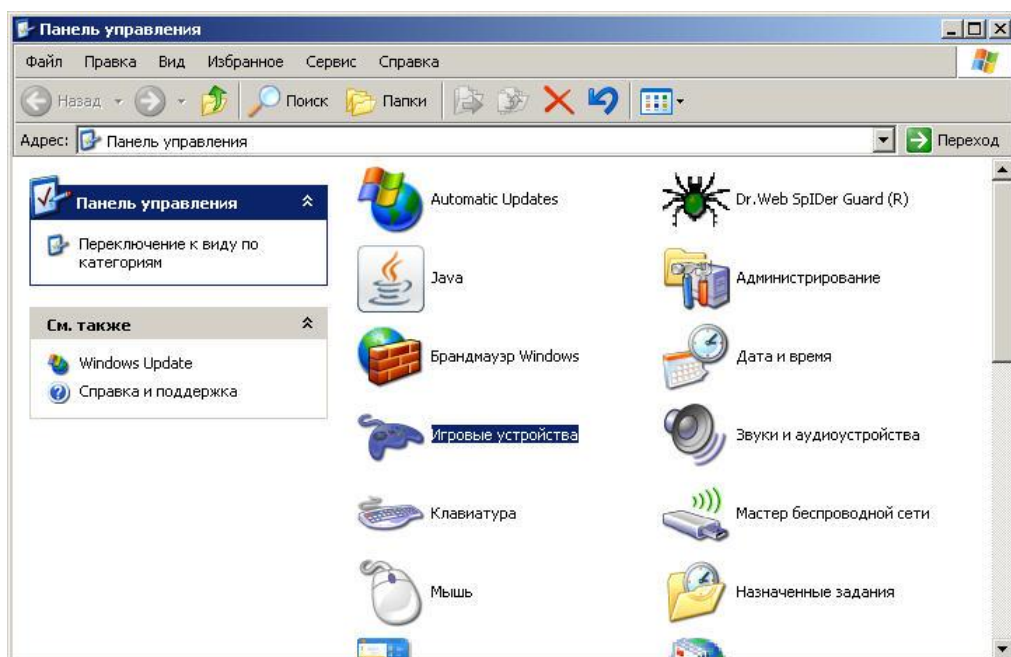 Панель управления
Файл Правка Вид Избранное Сервис Справка
Назад Поиск Папки
Адрес: Панель управления Переход
Панель управления
Переключение к виду по
категориям
См. также
Windows Update
Справка и поддержка
Automatic Updates
Dr.Web SpIDer Guard (R)
Java
Администрирование
Брандмауэр Windows
Дата и время
Игровые устройства
Звуки и аудиоустройства
Клавиатура
Мастер беспроводной сети
Мышь
Назначенные задания